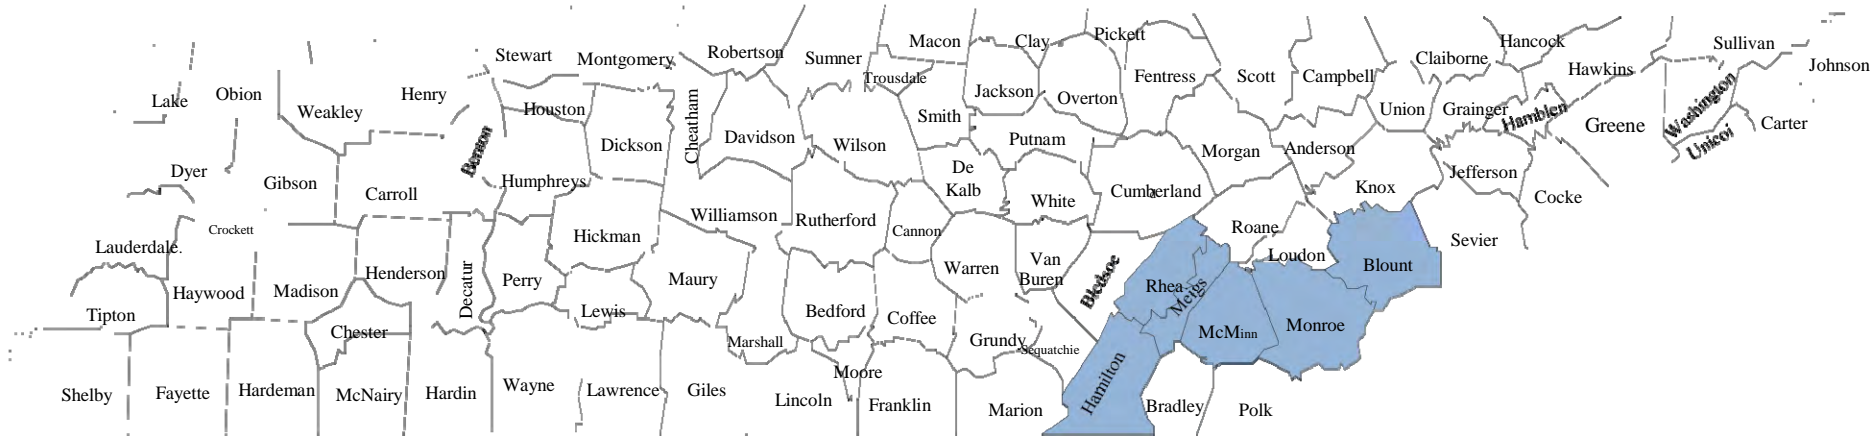 Stewart
Montgomery
Robertson
Sumner
Macon
Clay
Pickett
Hancock
Sullivan
Johnson
Trousdale
Fentress
Scott
Campbell
Claiborne
Hawkins
Lake
Obion
Weakley
Henry
Houston
Cheatham
Jackson
Overton
Union
Grainger
Hamblen
Washington
Greene
Carter
Unicoi
Benton
Dickson
Davidson
Wilson
Smith
Putnam
Morgan
Anderson
Jefferson
Dyer
Gibson
Carroll
Humphreys
De
Kalb
White
Cumberland
Knox
Cocke
Crockett
Williamson
Rutherford
Cannon
Roane
Sevier
Lauderdale.
Hickman
Loudon
Blount
Henderson
Decatur
Perry
Maury
Warren
Van
Buren
Bledsoe
Rhea
Meigs
Haywood
Madison
Tipton
Lewis
Bedford
Coffee
Chester
Marshall
Grundy
Sequatchie
McMinn
Monroe
Moore
Shelby
Fayette
Hardeman
McNairy
Hardin
Wayne
Lawrence
Giles
Lincoln
Franklin
Marion
Hamilton
Bradley
Polk